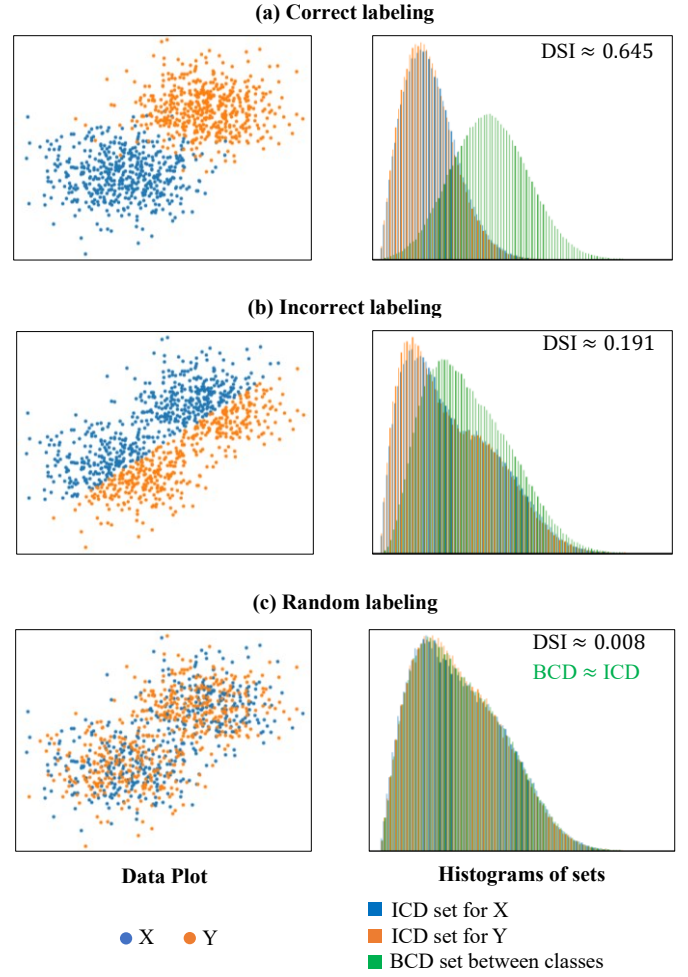 (a) Correct labeling
DSI ≈ 0.645
(b) Incorrect labeling
DSI ≈ 0.191
(c) Random labeling
DSI ≈ 0.008
BCD ≈ ICD
Data Plot
Histograms of sets
X
Y
ICD set for X
ICD set for Y
BCD set between classes